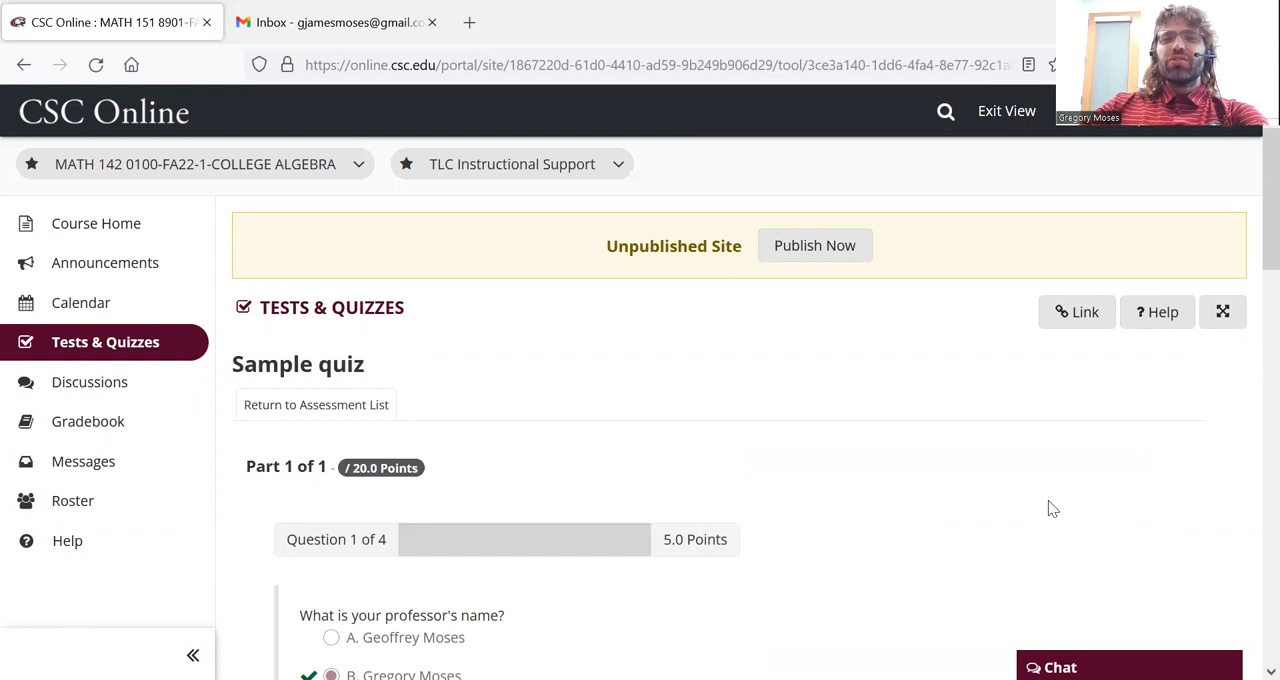 CSC Online : MATH 151 8901-FA
Inbox - gjamesmoses@gmail.co
https://online.csc.edu/portal/site/1867220d-61d0-4410-ad59-9b249b906d29/tool/3ce3a140-1dd6-4fa4-8e77-92c1a
Gregory Moses
CSC Online
Exit View
MATH 142 0100-FA22-1-COLLEGE ALGEBRA
TLC Instructional Support
Course Home
Announcements
Calendar
Tests & Quizzes
Discussions
Gradebook
Messages
Roster
Help
Unpublished Site
Publish Now
TESTS & QUIZZES
Link
? Help
Sample quiz
Return to Assessment List
Part 1 of 1 - / 20.0 Points
Question 1 of 4
5.0 Points
What is your professor's name?
A. Geoffrey Moses
B. Gregory Moses
Chat